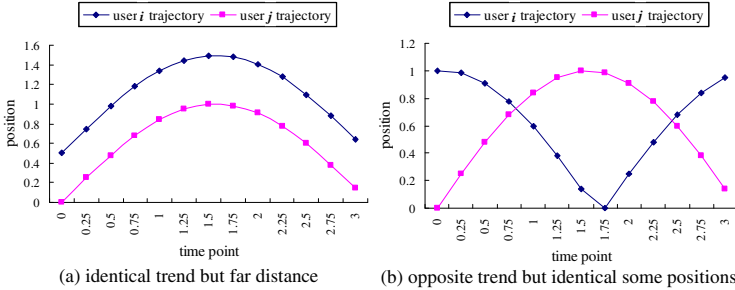 user i trajectory user j trajectory
1.6
1.4
1.2
1
0.8
0.6
0.4
0.2
0
position
0 0.25 0.5 0.75 1 1.25 1.5 1.75 2 2.25 2.5 2.75 3
time point
(a) identical trend but far distance
user i trajectory user j trajectory
1.2
1
0.8
0.6
0.4
0.2
0
position
0 0.25 0.5 0.75 1 1.25 1.5 1.75 2 2.25 2.5 2.75 3
time point
(b) opposite trend but identical some positions